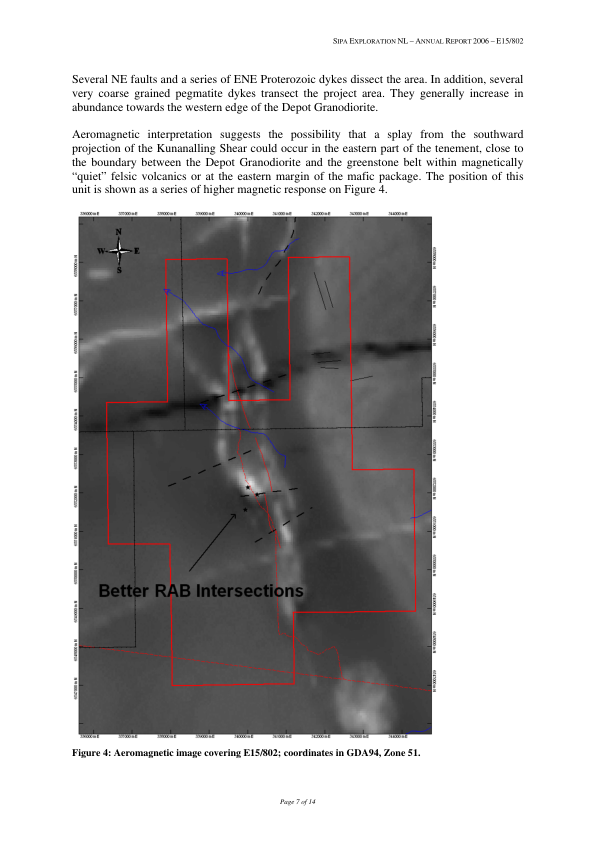 SIPA EXPLORATION NL – ANNUAL REPORT 2006 – E15/802
Several NE faults and a series of ENE Proterozoic dykes dissect the area. In addition, several
very coarse grained pegmatite dykes transect the project area. They generally increase in
abundance towards the western edge of the Depot Granodiorite.
Aeromagnetic interpretation suggests the possibility that a splay from the southward
projection of the Kunanalling Shear could occur in the eastern part of the tenement, close to
the boundary between the Depot Granodiorite and the greenstone belt within magnetically
“quiet” felsic volcanics or at the eastern margin of the mafic package. The position of this
unit is shown as a series of higher magnetic response on Figure 4.
N
W E
S
Better RAB Intersections
Figure 4: Aeromagnetic image covering E15/802; coordinates in GDA94, Zone 51.
Page 7 of 14